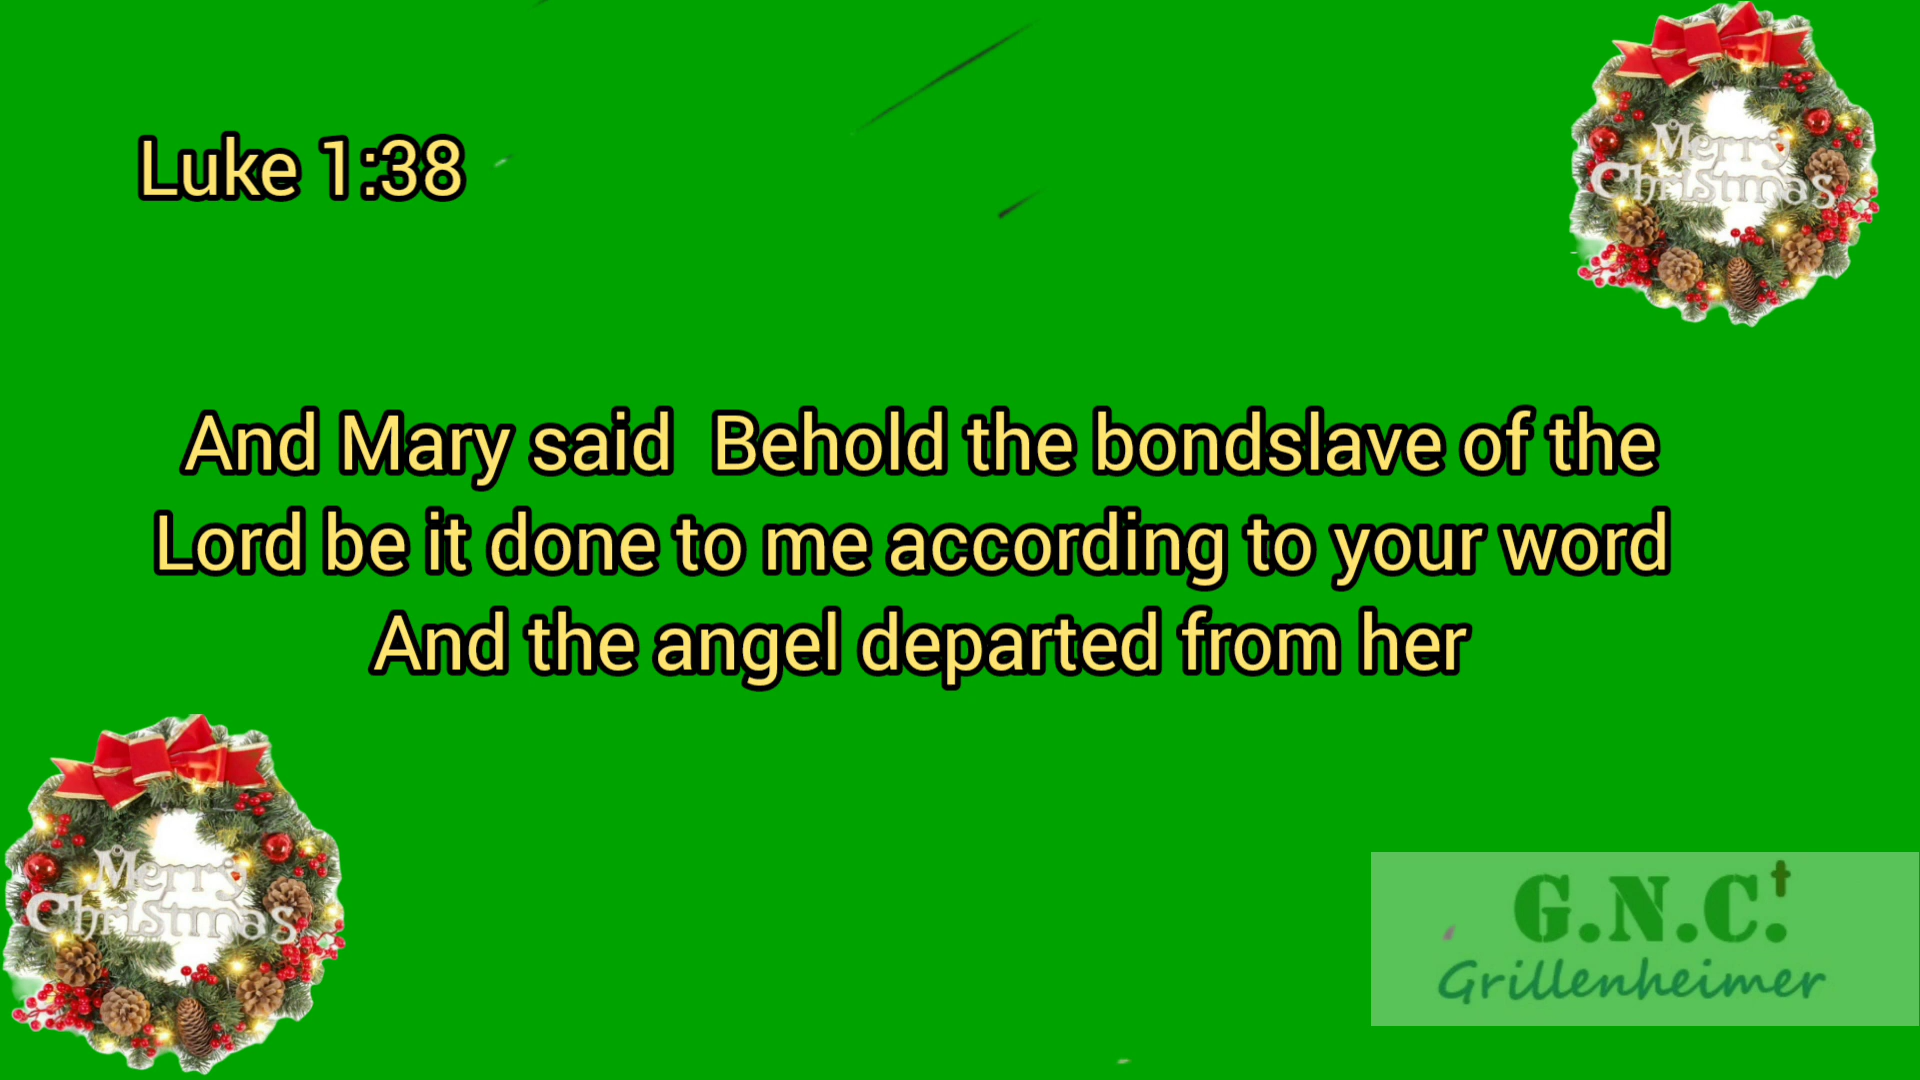 Merry
Christmas
Luke 1:38
And Mary said  Behold the bondslave of the
Lord be it done to me according to your word
And the angel departed from her
Merry
Christmas
G.N.C.
Grillenheimer